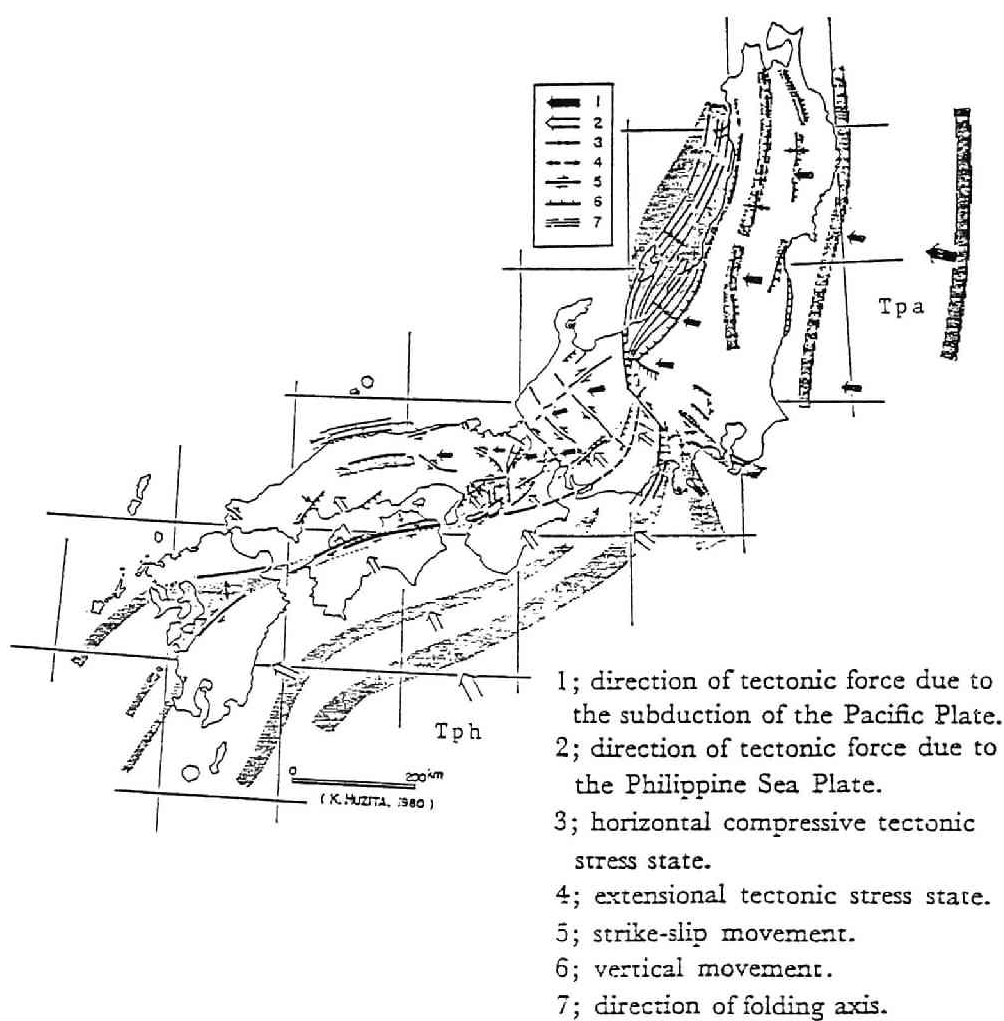 1
2
3
4
5
6
7
Tpa
Tph
0 200 km
( K. HUZITA, 1980 )
1; direction of tectonic force due to
the subduction of the Pacific Plate.
2; direction of tectonic force due to
the Philippine Sea Plate.
3; horizontal compressive tectonic
stress state.
4; extensional tectonic stress state.
5; strike-slip movement.
6; vertical movement.
7; direction of folding axis.